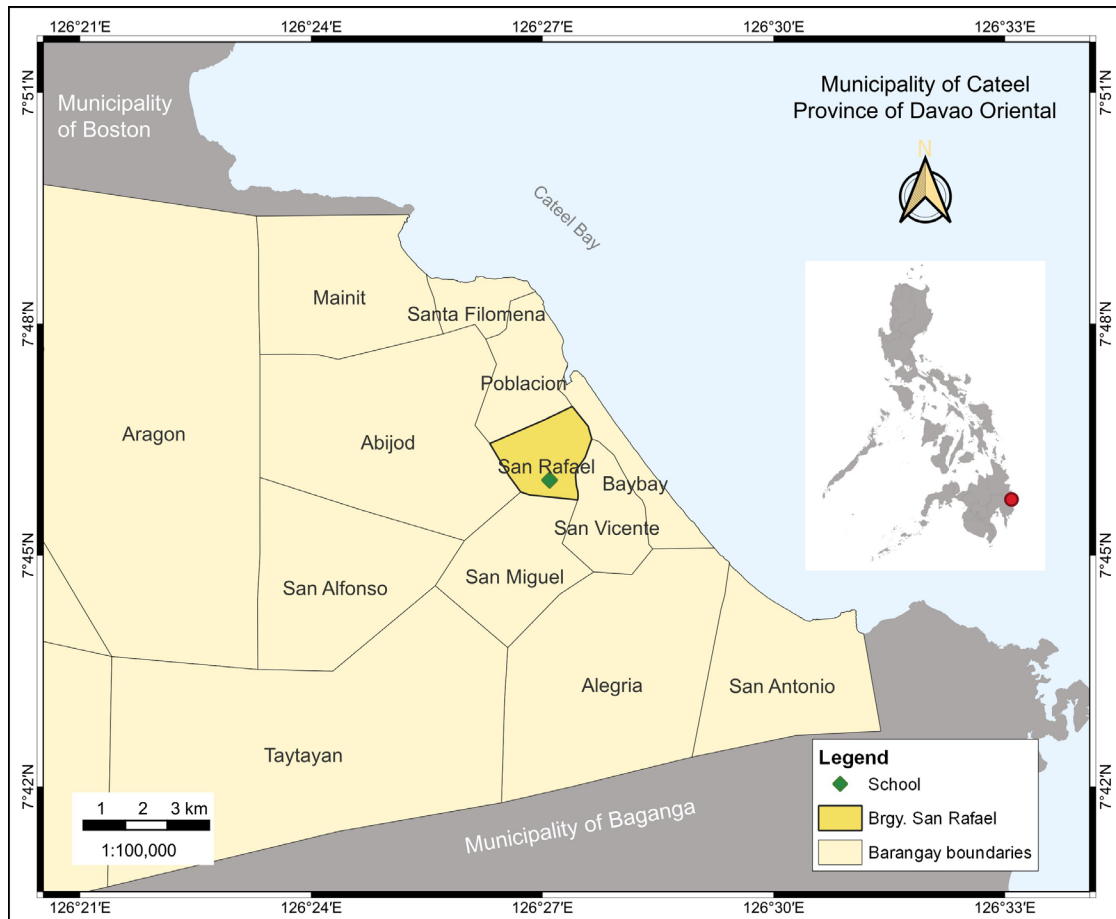 126°21'E 126°24'E 126°27'E 126°30'E 126°33'E
7°51'N
7°51'N
Municipality
of Boston
Municipality of Cateel
Province of Davao Oriental
N
Cateel Bay
Mainit
Santa Filomena
7°48'N
7°48'N
Poblacion
Aragon
Abijod
San Rafael
Baybay
San Vicente
7°45'N
7°45'N
San Miguel
San Alfonso
Alegria
San Antonio
Taytayan
7°42'N
7°42'N
Municipality of Baganga
Legend
School
Brgy. San Rafael
Barangay boundaries
1 2 3 km
1:100,000
126°21'E 126°24'E 126°27'E 126°30'E 126°33'E